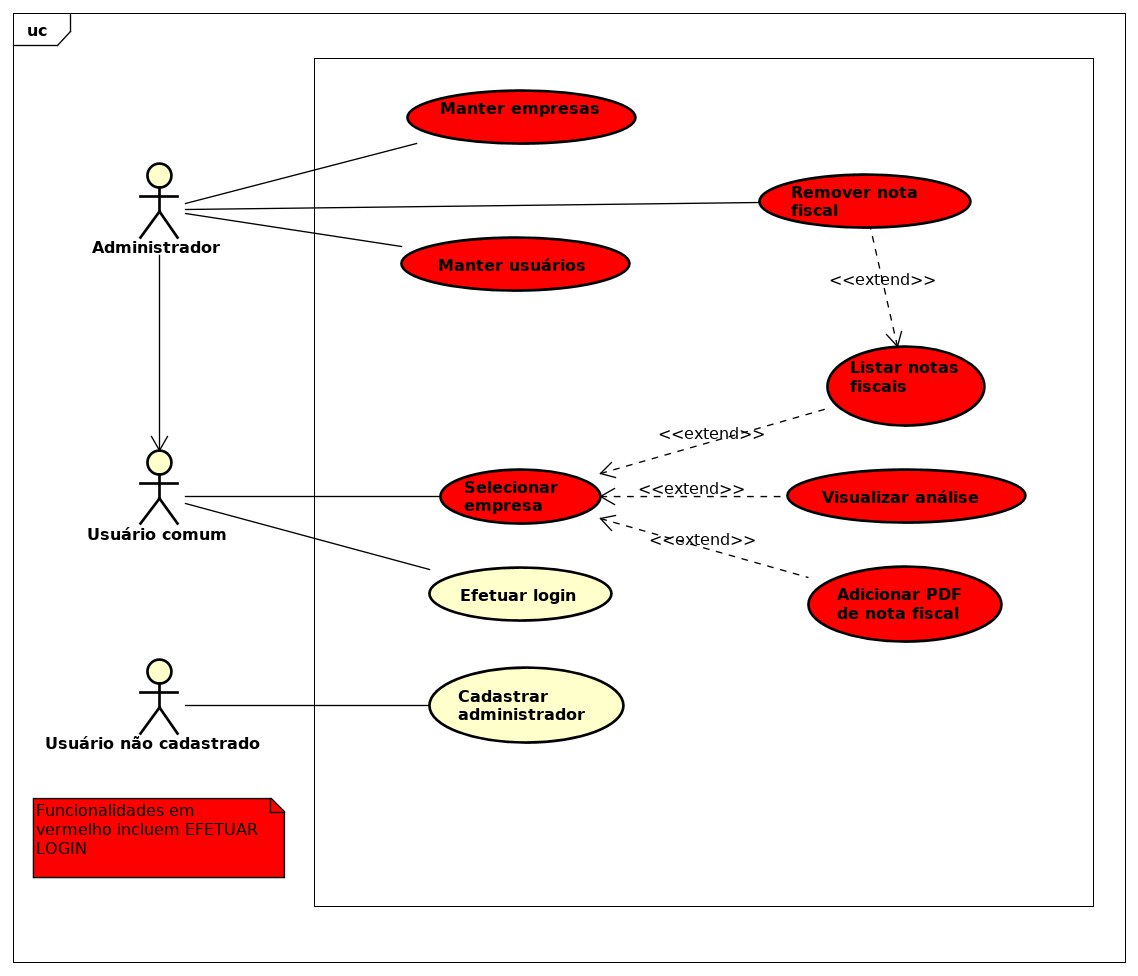 uc
Manter empresas
Remover nota
fiscal
Administrador
Manter usuários
<<extend>>
Listar notas
fiscais
<<extend>>
Selecionar
empresa
<<extend>>
Visualizar análise
Usuário comum
<<extend>>
Efetuar login
Adicionar PDF
de nota fiscal
Cadastrar
administrador
Usuário não cadastrado
Funcionalidades em
vermelho incluem EFETUAR
LOGIN